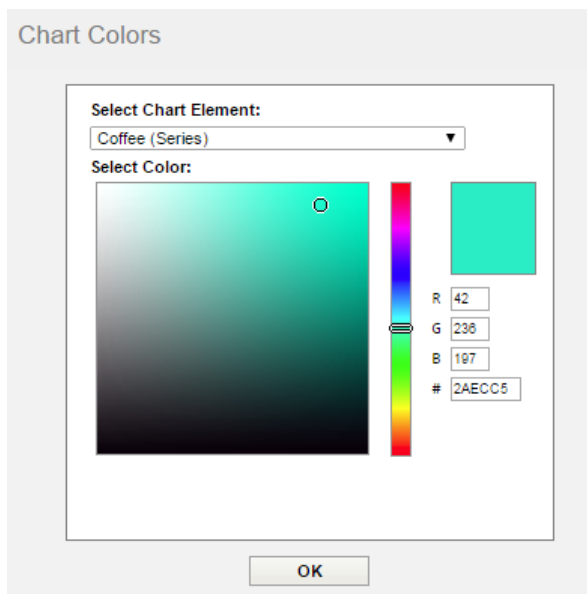 Chart Colors
Select Chart Element:
Coffee (Series) ▼
Select Color:
R 42
G 236
B 197
# 2AECC5
OK